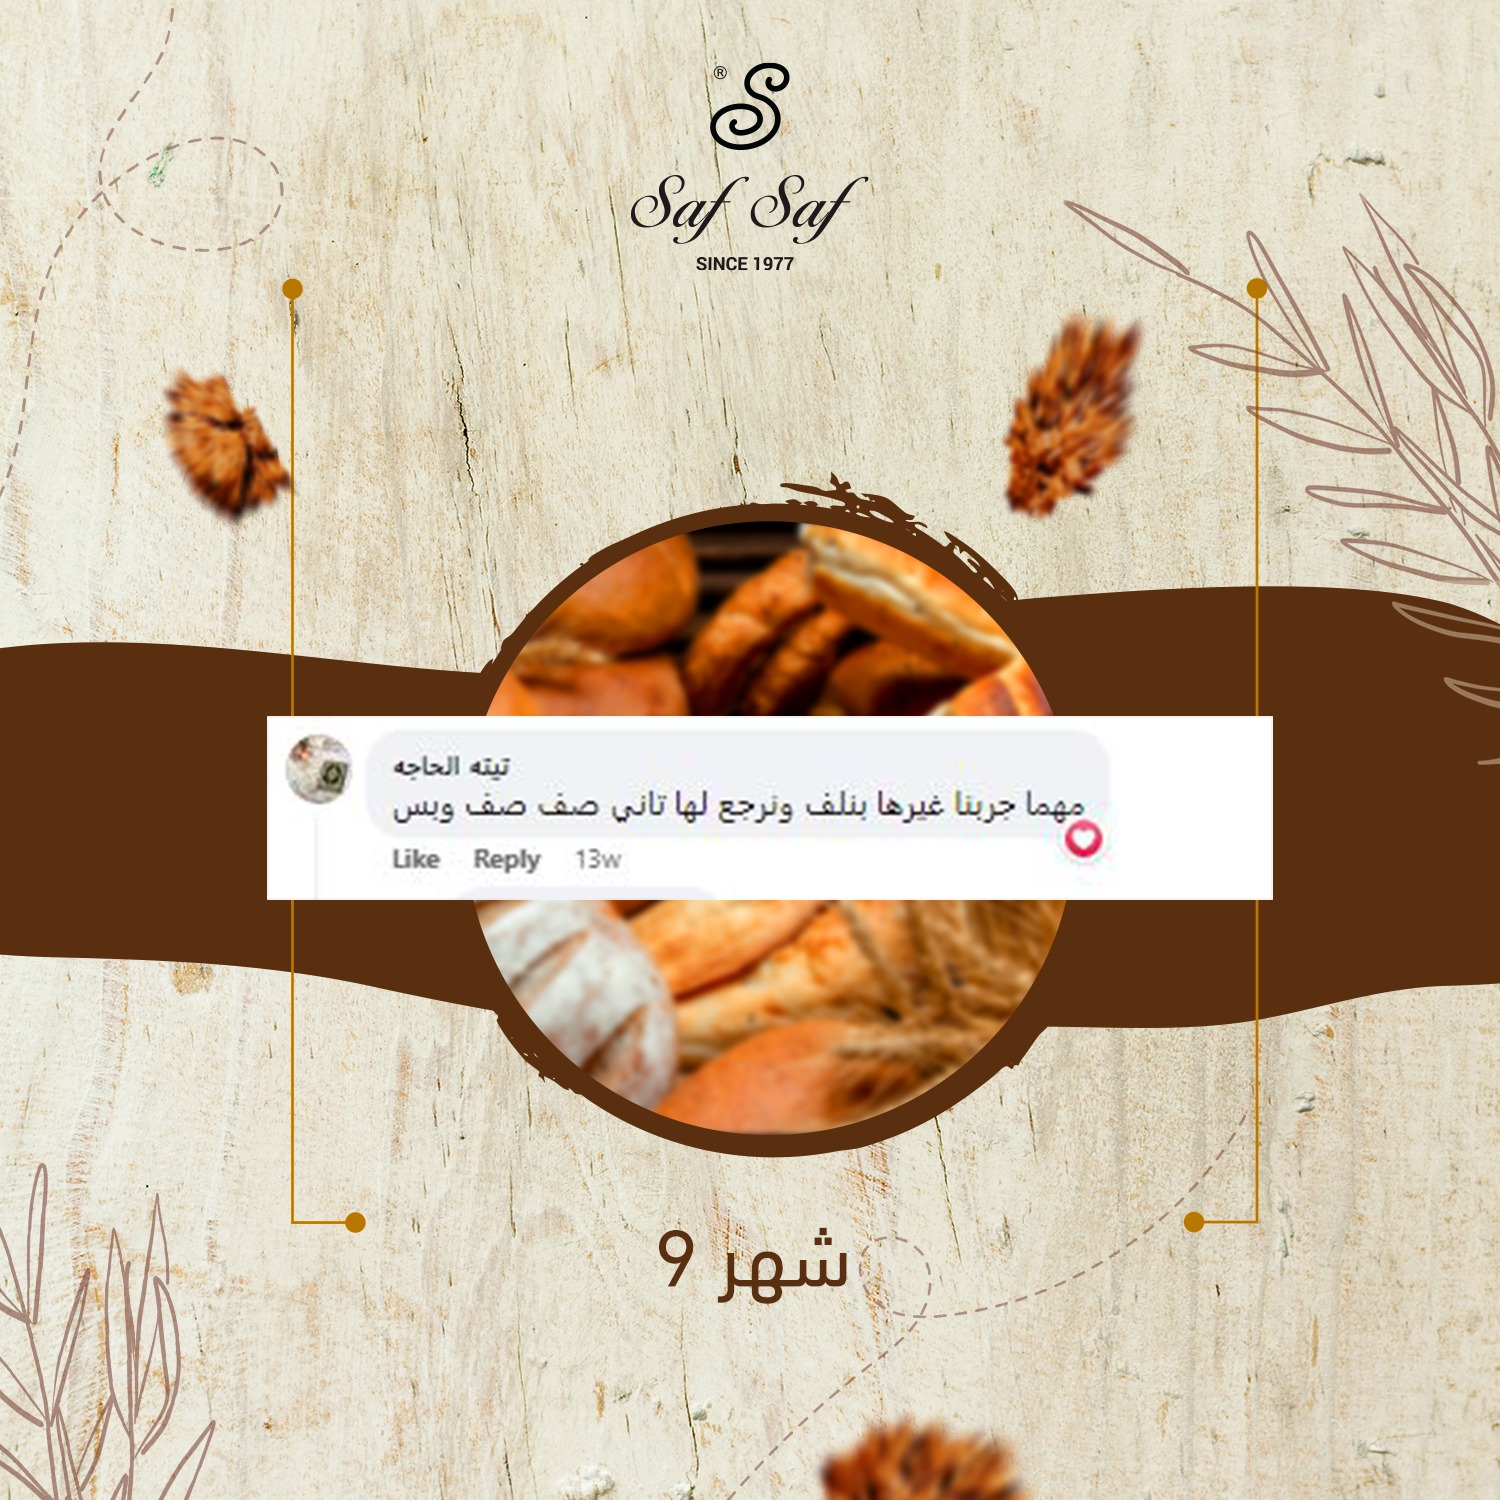 ®
S
Saf Saf
SINCE 1977
تيته الحاجه
مهما جربنا غيرها بنلف ونرجع لها تاني صف صف وبس
Like Reply 13w
شهر 9